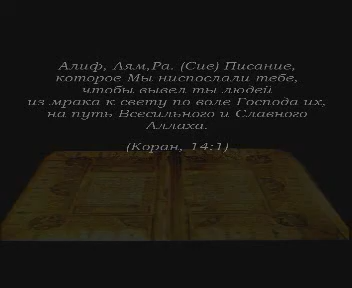 Алиф, Лям,Ра. (Сие) Писание,
которое Мы ниспослали тебе,
чтобы вывел ты людей
из мрака к свету по воле Господа их,
на путь Всесильного и Славного
Аллаха.
(Коран, 14:1)